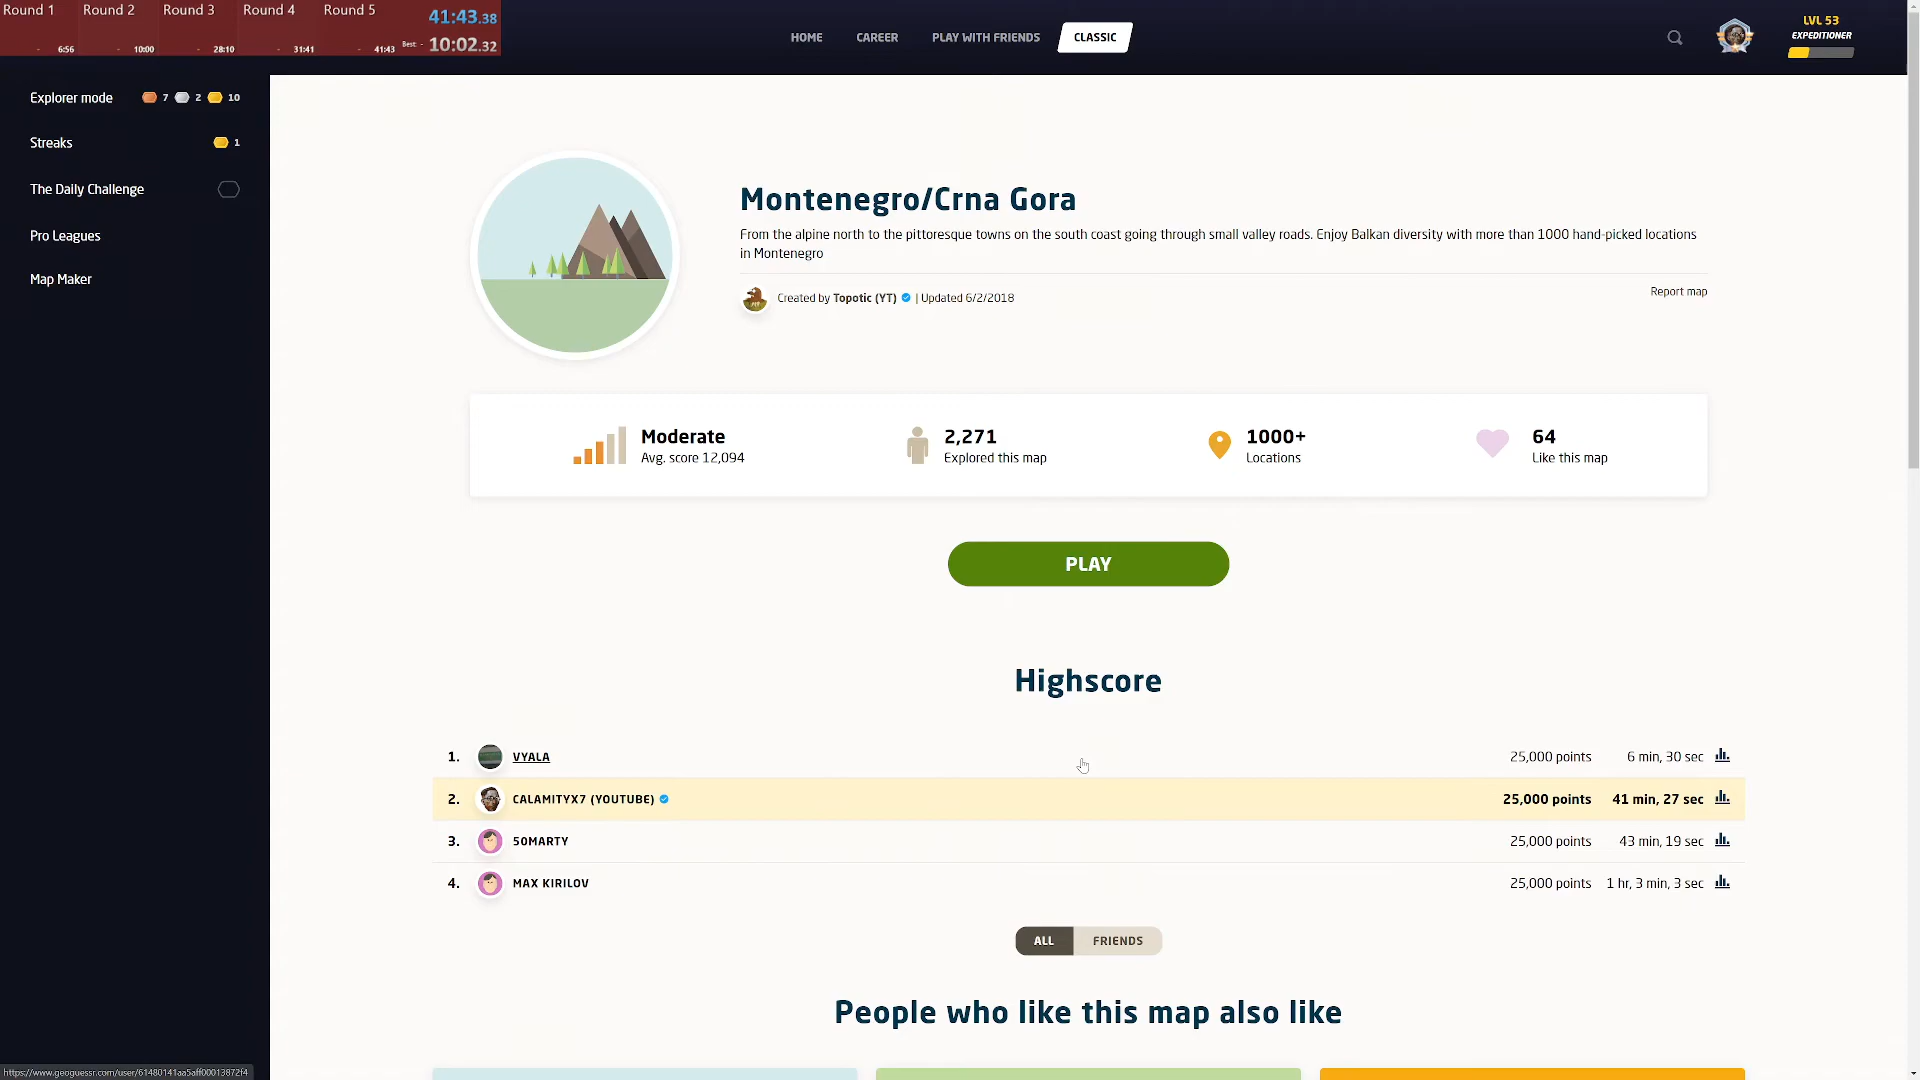 Round 1 Round 2 Round 3 Round 4 Round 5 41:43.38
- 6:56 - 10:00 - 28:10 - 31:41 - 41:43 Best: - 10:02.32
HOME CAREER PLAY WITH FRIENDS CLASSIC
LVL 53
EXPEDITIONER
Explorer mode 7 2 10
Streaks 1
The Daily Challenge
Pro Leagues
Map Maker
Montenegro/Crna Gora
From the alpine north to the pittoresque towns on the south coast going through small valley roads. Enjoy Balkan diversity with more than 1000 hand-picked locations
in Montenegro
Created by Topotic (YT) | Updated 6/2/2018
Report map
Moderate
Avg. score 12,094
2,271
Explored this map
1000+
Locations
64
Like this map
PLAY
Highscore
1. VYALA 25,000 points 6 min, 30 sec
2. CALAMITYX7 (YOUTUBE) 25,000 points 41 min, 27 sec
3. 50MARTY 25,000 points 43 min, 19 sec
4. MAX KIRILOV 25,000 points 1 hr, 3 min, 3 sec
ALL FRIENDS
People who like this map also like
https://www.geoguessr.com/user/61480141aa5aff00013872f4